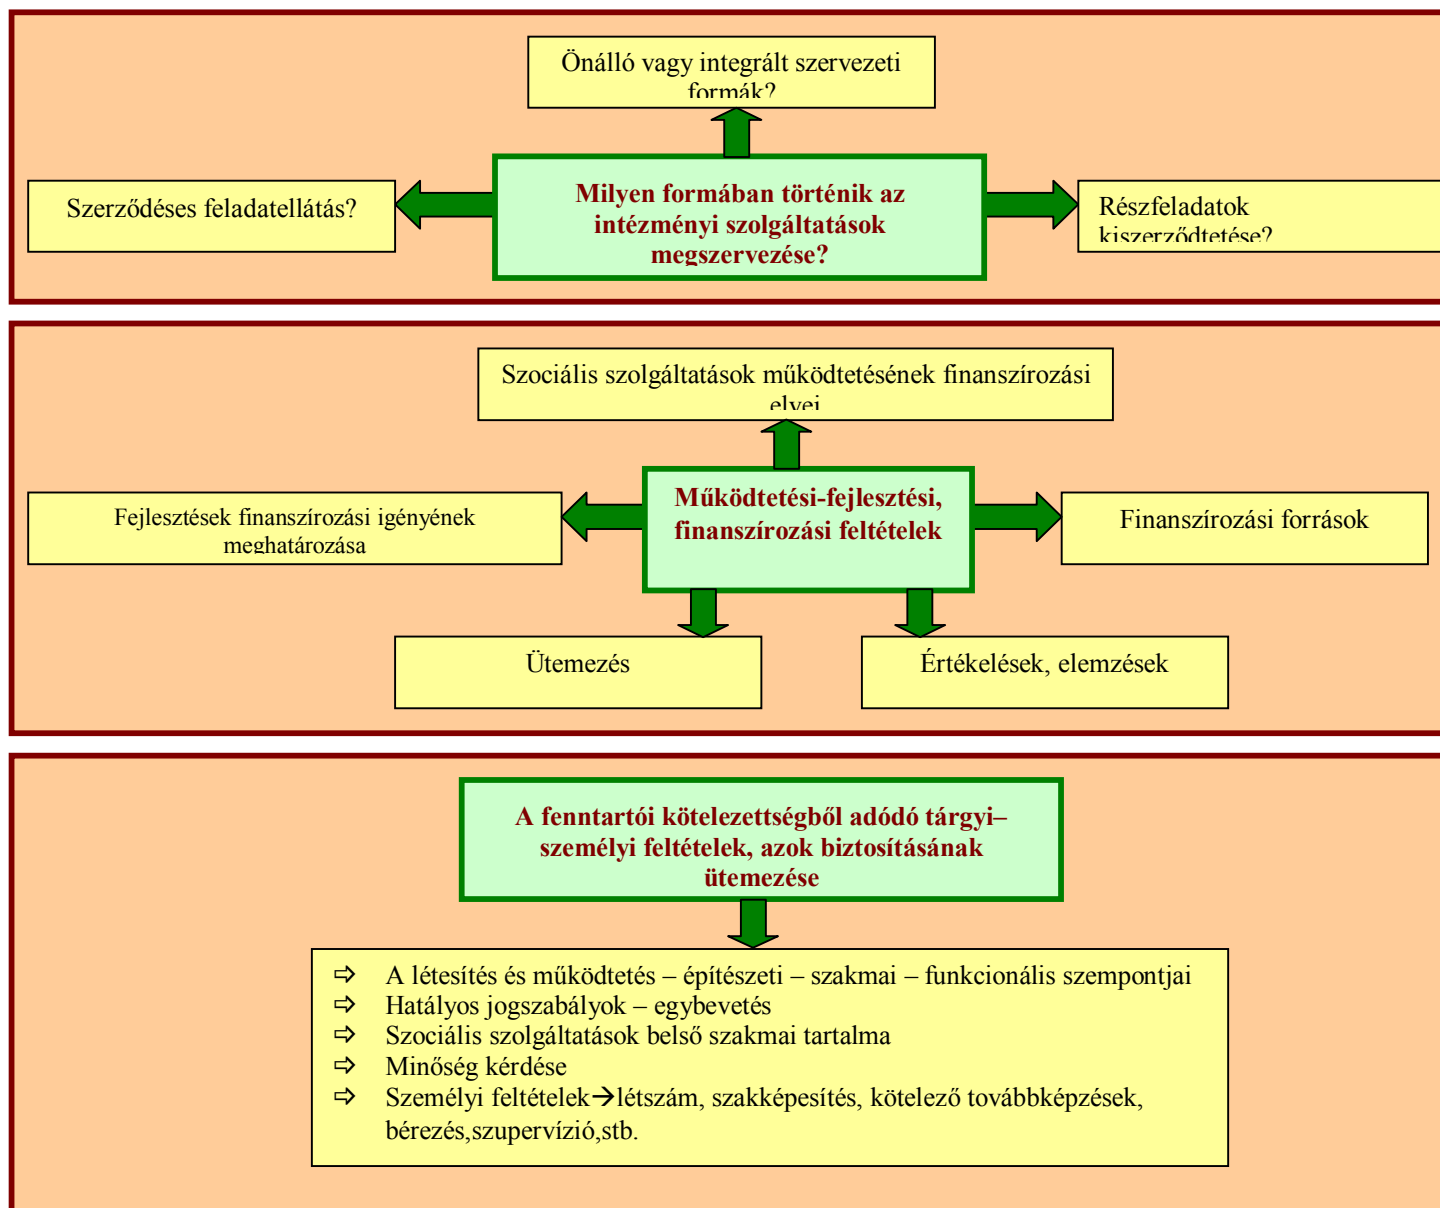 Önálló vagy integrált szervezeti
formák?
Szerződéses feladatellátás?
Milyen formában történik az
intézményi szolgáltatások
megszervezése?
Részfeladatok
kiszerződtetése?
Szociális szolgáltatások működtetésének finanszírozási
elvei
Fejlesztések finanszírozási igényének
meghatározása
Működtetési-fejlesztési,
finanszírozási feltételek
Finanszírozási források
Ütemezés
Értékelések, elemzések
A fenntartói kötelezettségből adódó tárgyi–
személyi feltételek, azok biztosításának
ütemezése
⇨ A létesítés és működtetés – építészeti – szakmai – funkcionális szempontjai
⇨ Hatályos jogszabályok – egybevetés
⇨ Szociális szolgáltatások belső szakmai tartalma
⇨ Minőség kérdése
⇨ Személyi feltételek→létszám, szakképesítés, kötelező továbbképzések,
bérezés,szupervízió,stb.